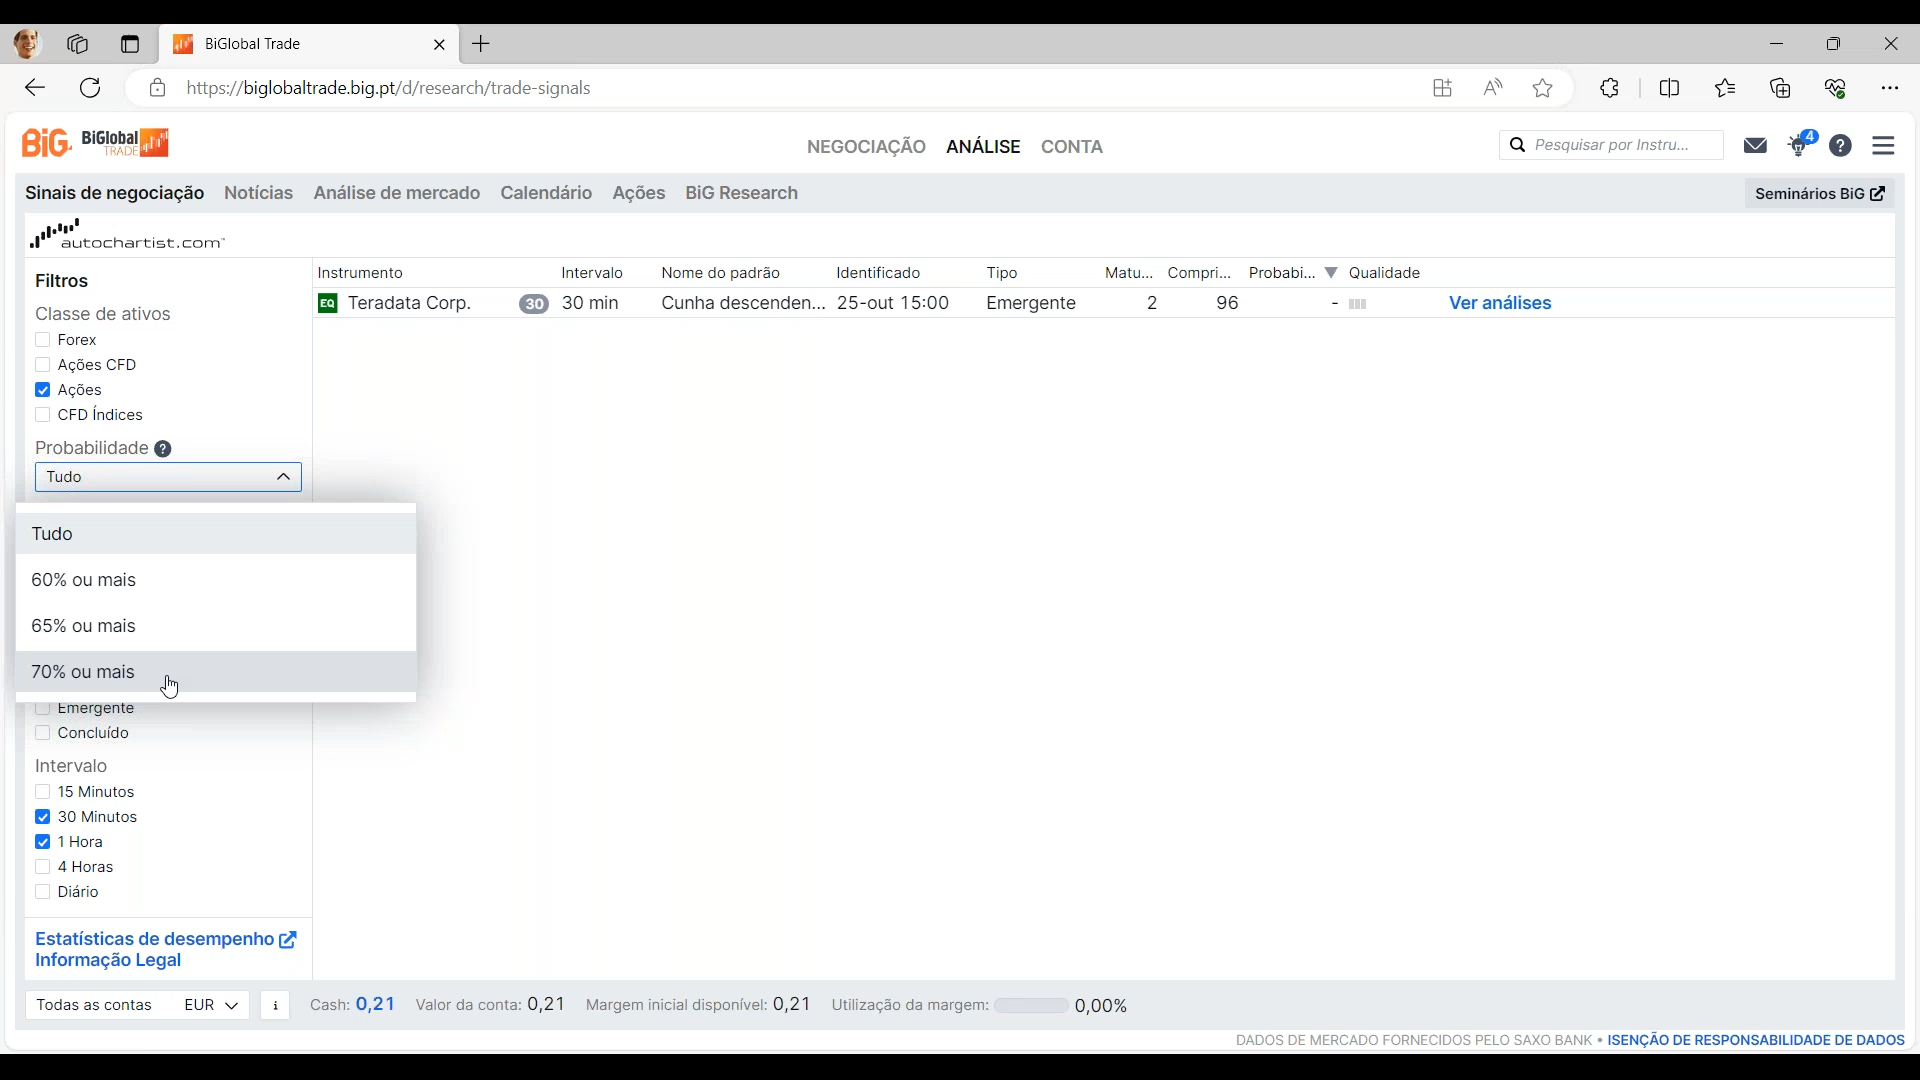 BiGlobal Trade
https://biglobaltrade.big.pt/d/research/trade-signals
BiG BiGlobal TRADE
NEGOCIAÇÃO ANÁLISE CONTA
Pesquisar por Instru...
4
?
Sinais de negociação Notícias Análise de mercado Calendário Ações BiG Research
Seminários BiG
autochartist.com™
Filtros
Instrumento Intervalo Nome do padrão Identificado Tipo Matu... Compri... Probabi... Qualidade
EQ Teradata Corp. 30 30 min Cunha descenden... 25-out 15:00 Emergente 2 96 - Ver análises
Classe de ativos
Forex
Ações CFD
Ações
CFD Índices
Probabilidade ?
Tudo
Tudo
60% ou mais
65% ou mais
70% ou mais
Emergente
Concluído
Intervalo
15 Minutos
30 Minutos
1 Hora
4 Horas
Diário
Estatísticas de desempenho
Informação Legal
Todas as contas EUR i Cash: 0,21 Valor da conta: 0,21 Margem inicial disponível: 0,21 Utilização da margem: 0,00%
DADOS DE MERCADO FORNECIDOS PELO SAXO BANK • ISENÇÃO DE RESPONSABILIDADE DE DADOS